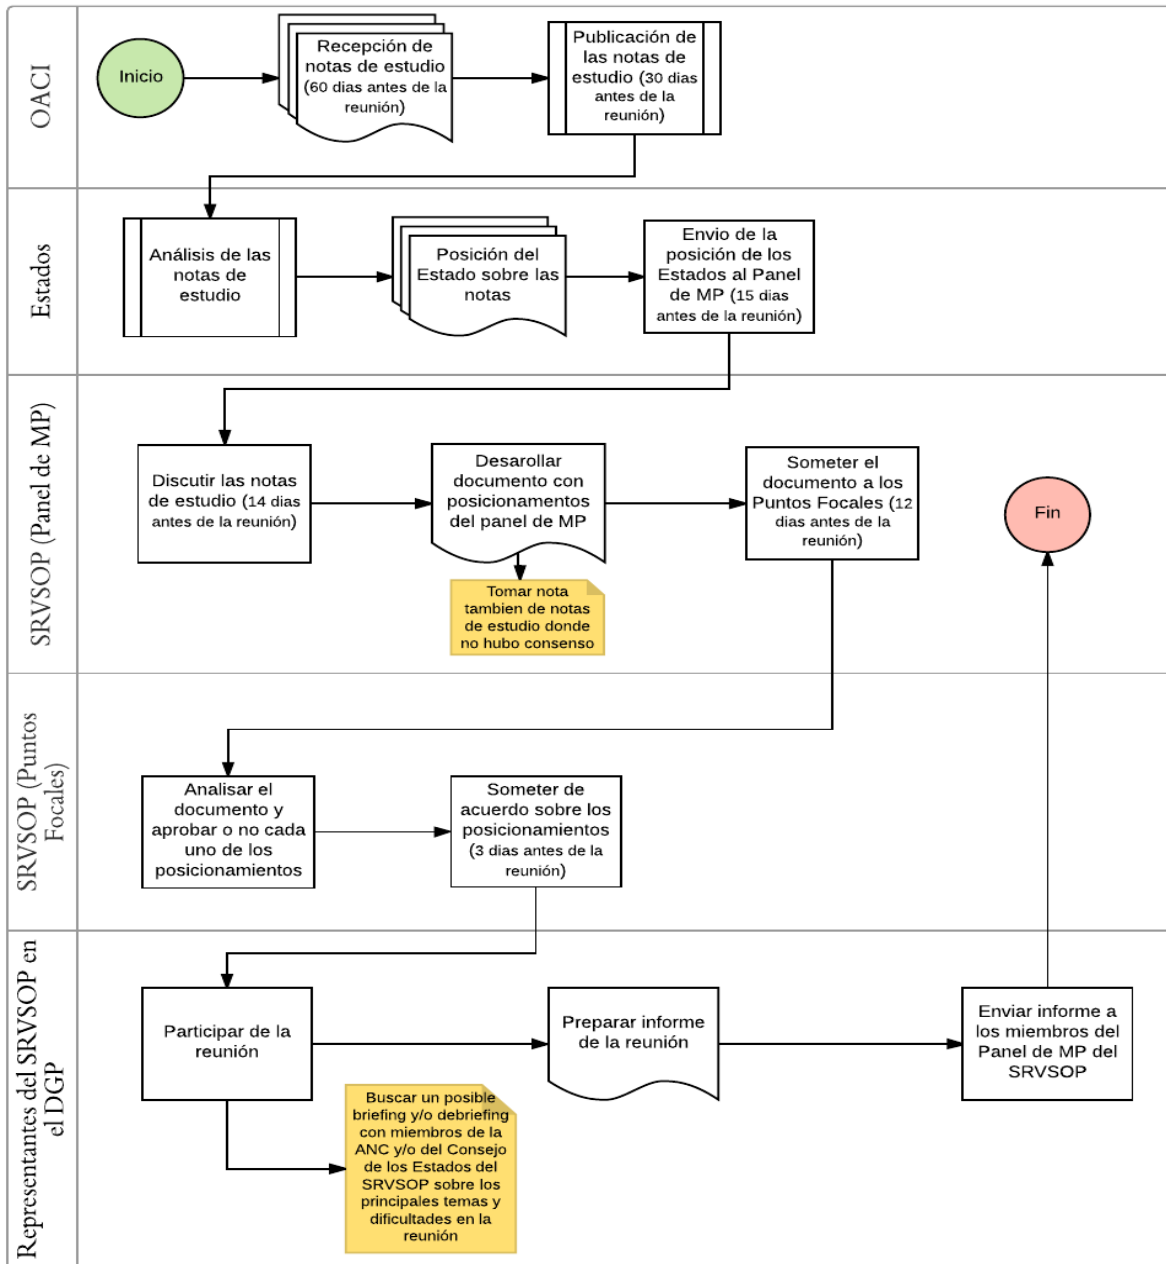 OACI
Inicio
Recepción de
notas de estudio
(60 dias antes de la
reunión)
Publicación de
las notas de
estudio (30 dias
antes de la
reunión)
Estados
Análisis de las
notas de
estudio
Posición del
Estado sobre las
notas
Envio de la
posición de los
Estados al Panel
de MP (15 dias
antes de la reunión)
SRVSOP (Panel de MP)
Discutir las notas
de estudio (14 dias
antes de la reunión)
Desarollar
documento con
posicionamentos
del panel de MP
Tomar nota
tambien de notas
de estudio donde
no hubo consenso
Someter el
documento a los
Puntos Focales (12
dias antes de la
reunión)
Fin
SRVSOP (Puntos
Focales)
Analisar el
documento y
aprobar o no cada
uno de los
posicionamientos
Someter de
acuerdo sobre los
posicionamientos
(3 dias antes de la
reunión)
Representantes del SRVSOP en
el DGP
Participar de la
reunión
Buscar un posible
briefing y/o debriefing
con miembros de la
ANC y/o del Consejo
de los Estados del
SRVSOP sobre los
principales temas y
dificultades en la
reunión
Preparar informe
de la reunión
Enviar informe a
los miembros del
Panel de MP del
SRVSOP